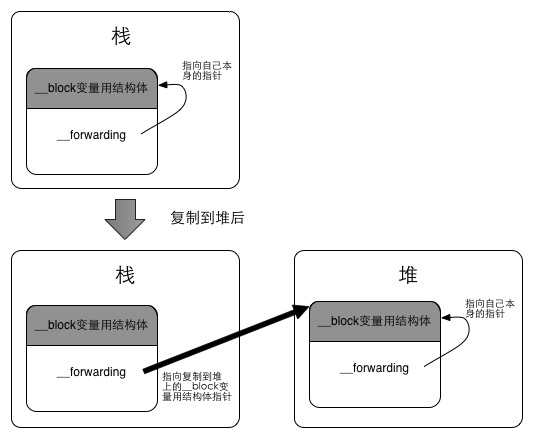 栈
指向自己本
身的指针
__block变量用结构体
__forwarding
复制到堆后
栈
__block变量用结构体
__forwarding
指向复制到堆
上的__block变
量用结构体指针
堆
指向自己本
身的指针
__block变量用结构体
__forwarding